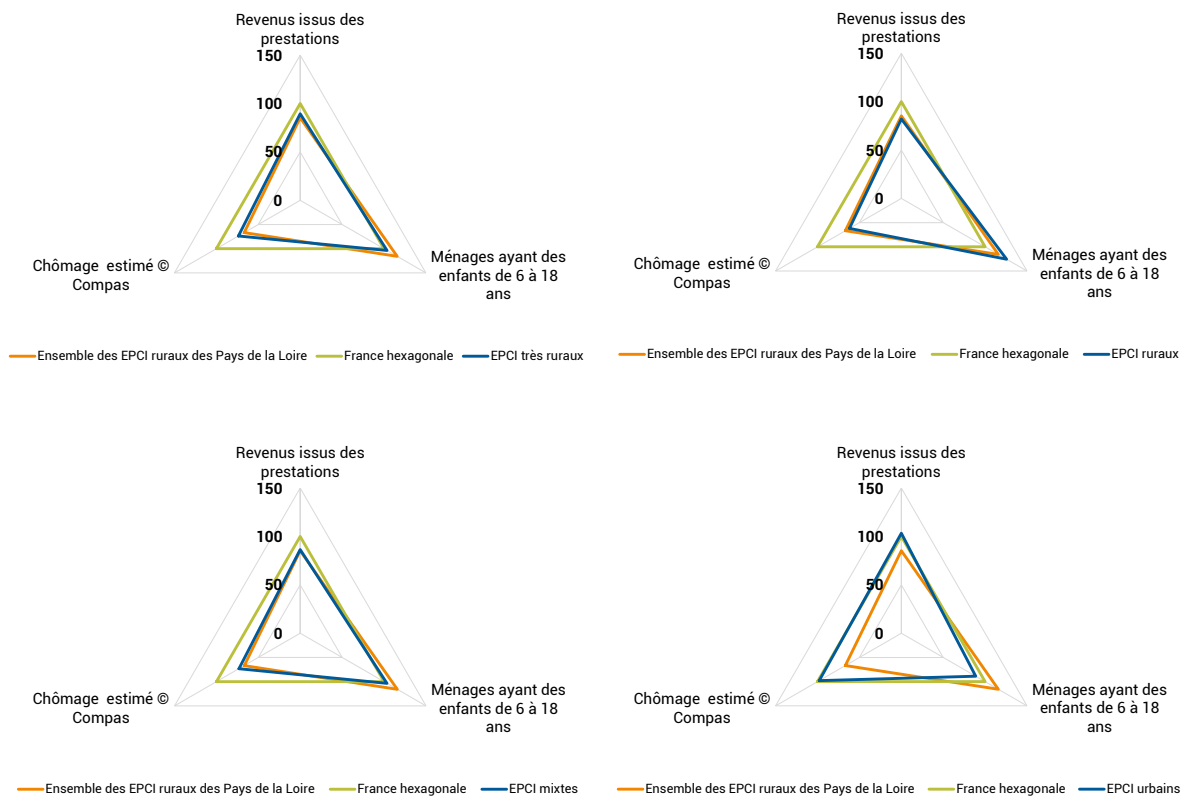 Revenus issus des
prestations
150
100
50
0
Chômage estimé ©
Compas
Ménages ayant des
enfants de 6 à 18
ans
Ensemble des EPCI ruraux des Pays de la Loire France hexagonale EPCI très ruraux
Revenus issus des
prestations
150
100
50
0
Chômage estimé ©
Compas
Ménages ayant des
enfants de 6 à 18
ans
Ensemble des EPCI ruraux des Pays de la Loire France hexagonale EPCI ruraux
Revenus issus des
prestations
150
100
50
0
Chômage estimé ©
Compas
Ménages ayant des
enfants de 6 à 18
ans
Ensemble des EPCI ruraux des Pays de la Loire France hexagonale EPCI mixtes
Revenus issus des
prestations
150
100
50
0
Chômage estimé ©
Compas
Ménages ayant des
enfants de 6 à 18
ans
Ensemble des EPCI ruraux des Pays de la Loire France hexagonale EPCI urbains